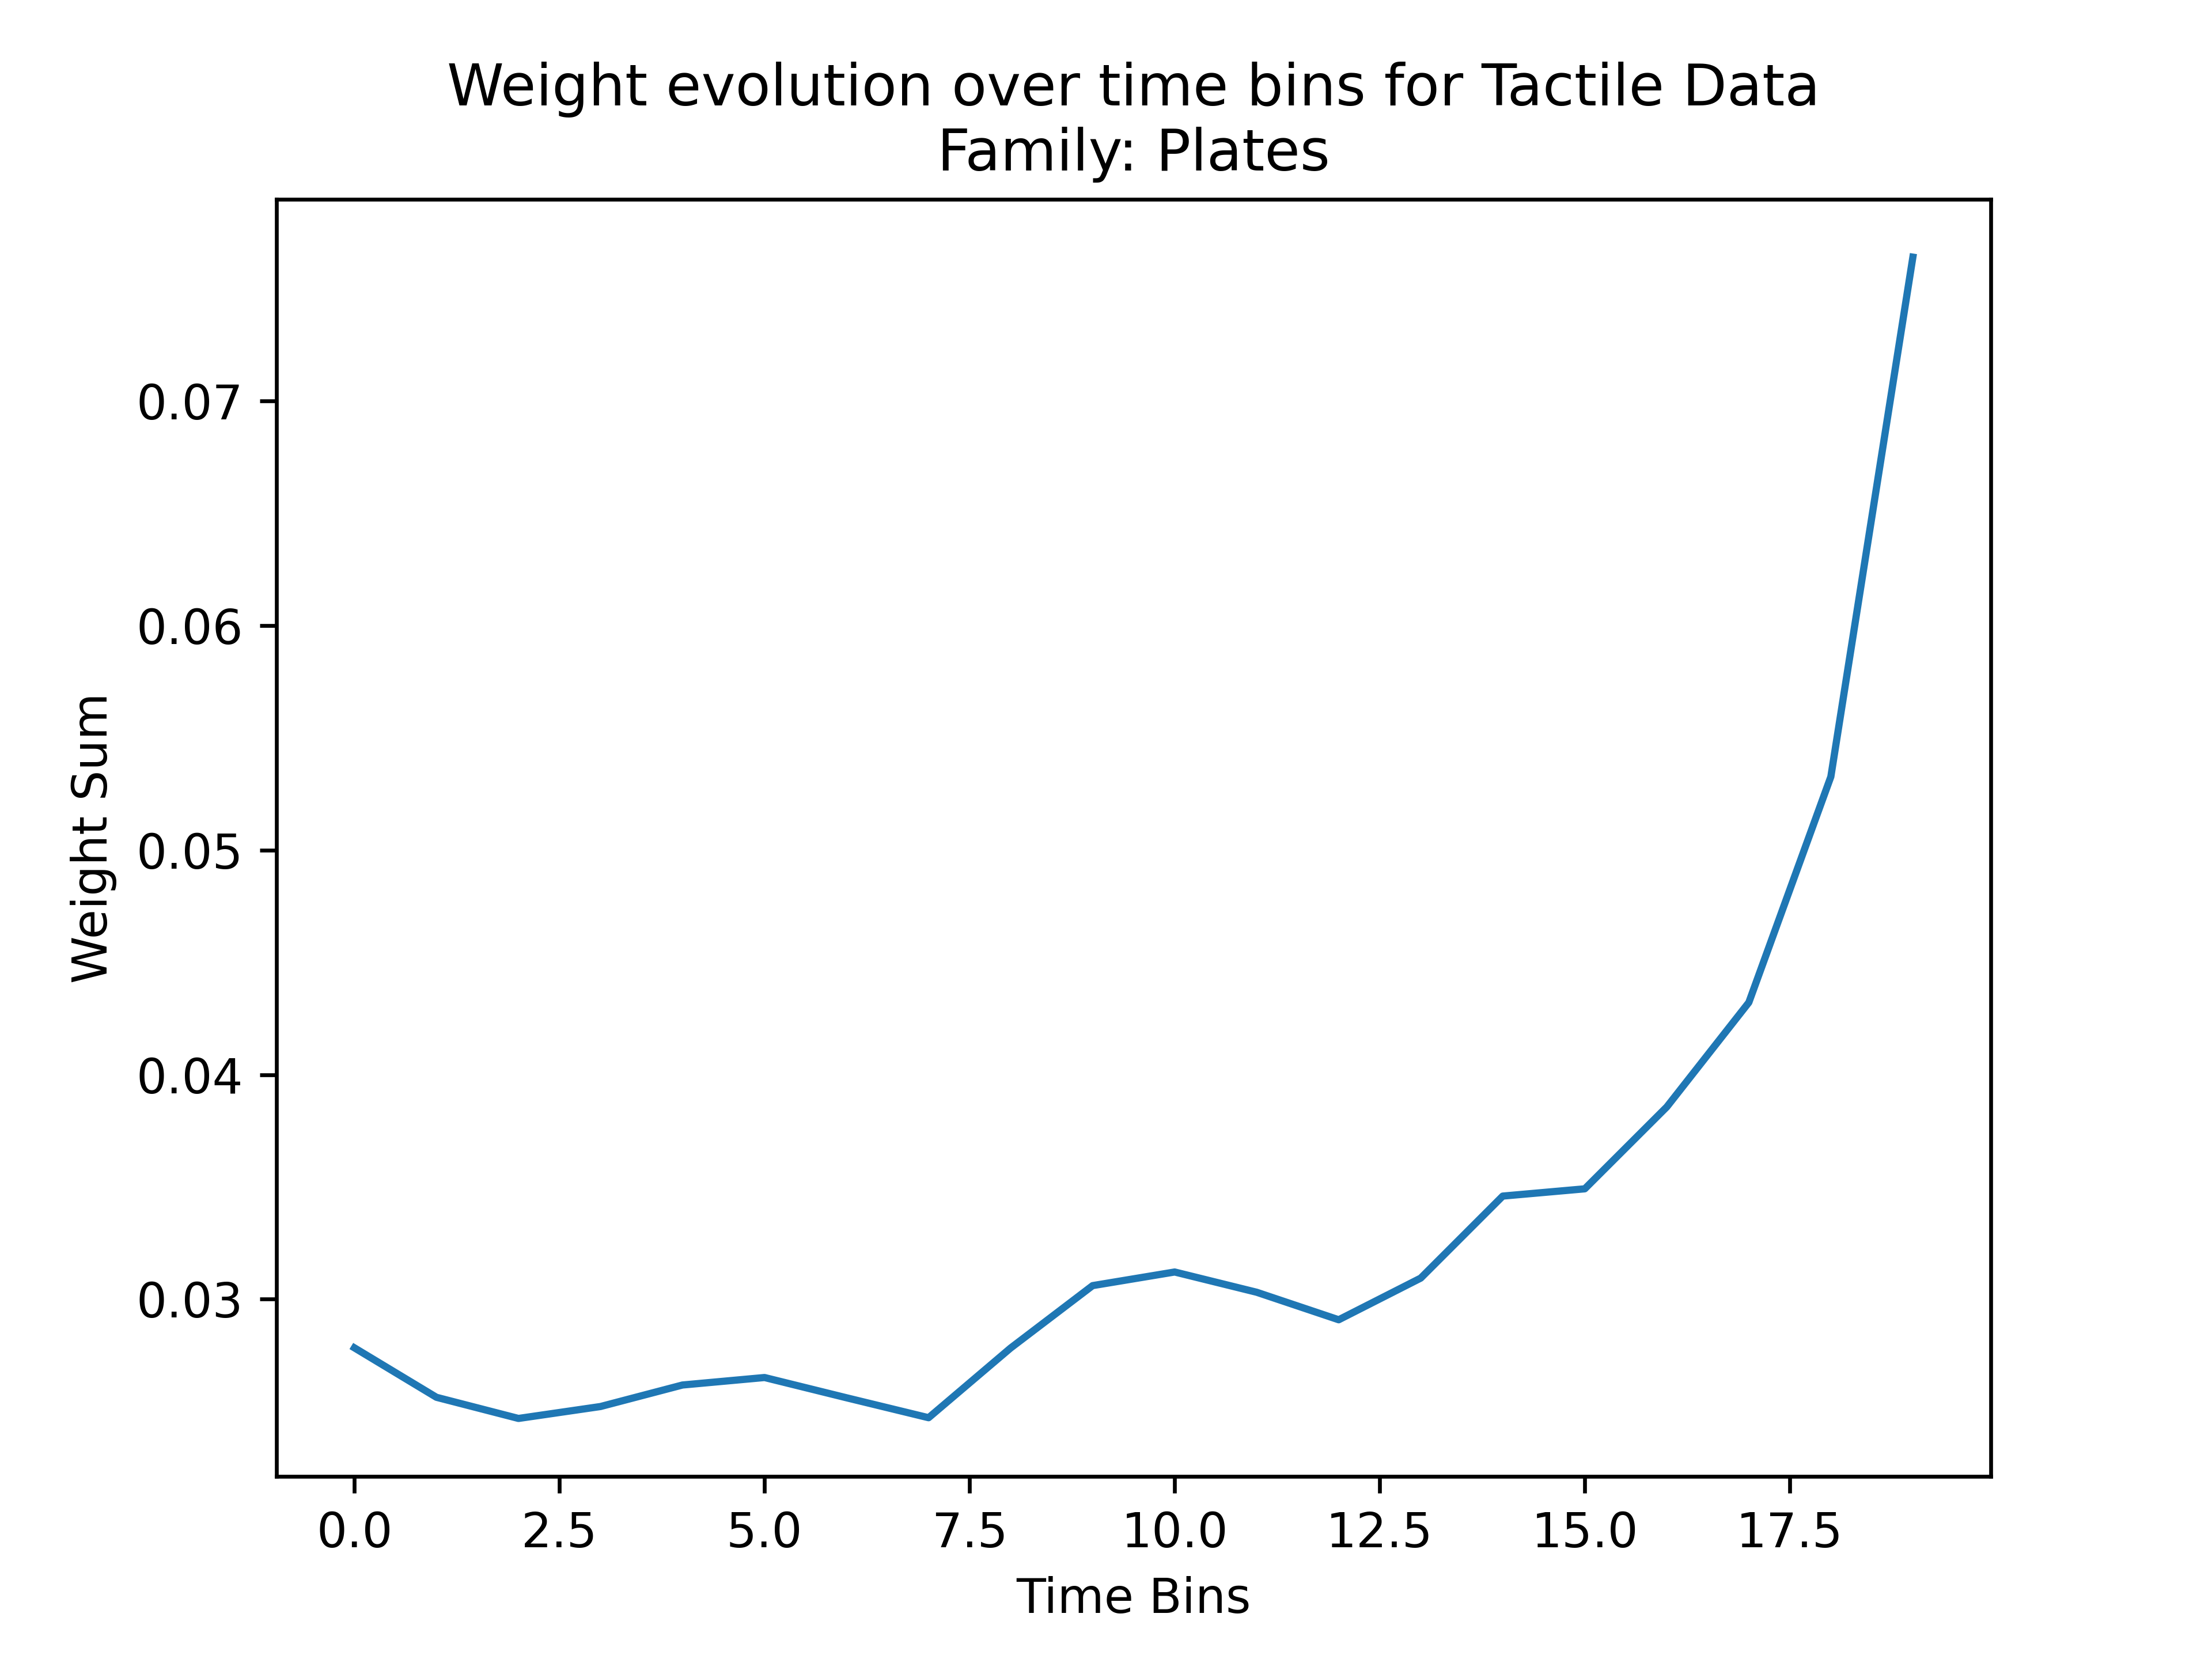 Weight evolution over time bins for Tactile Data
Family: Plates
Weight Sum
0.07
0.06
0.05
0.04
0.03
0.0 2.5 5.0 7.5 10.0 12.5 15.0 17.5
Time Bins